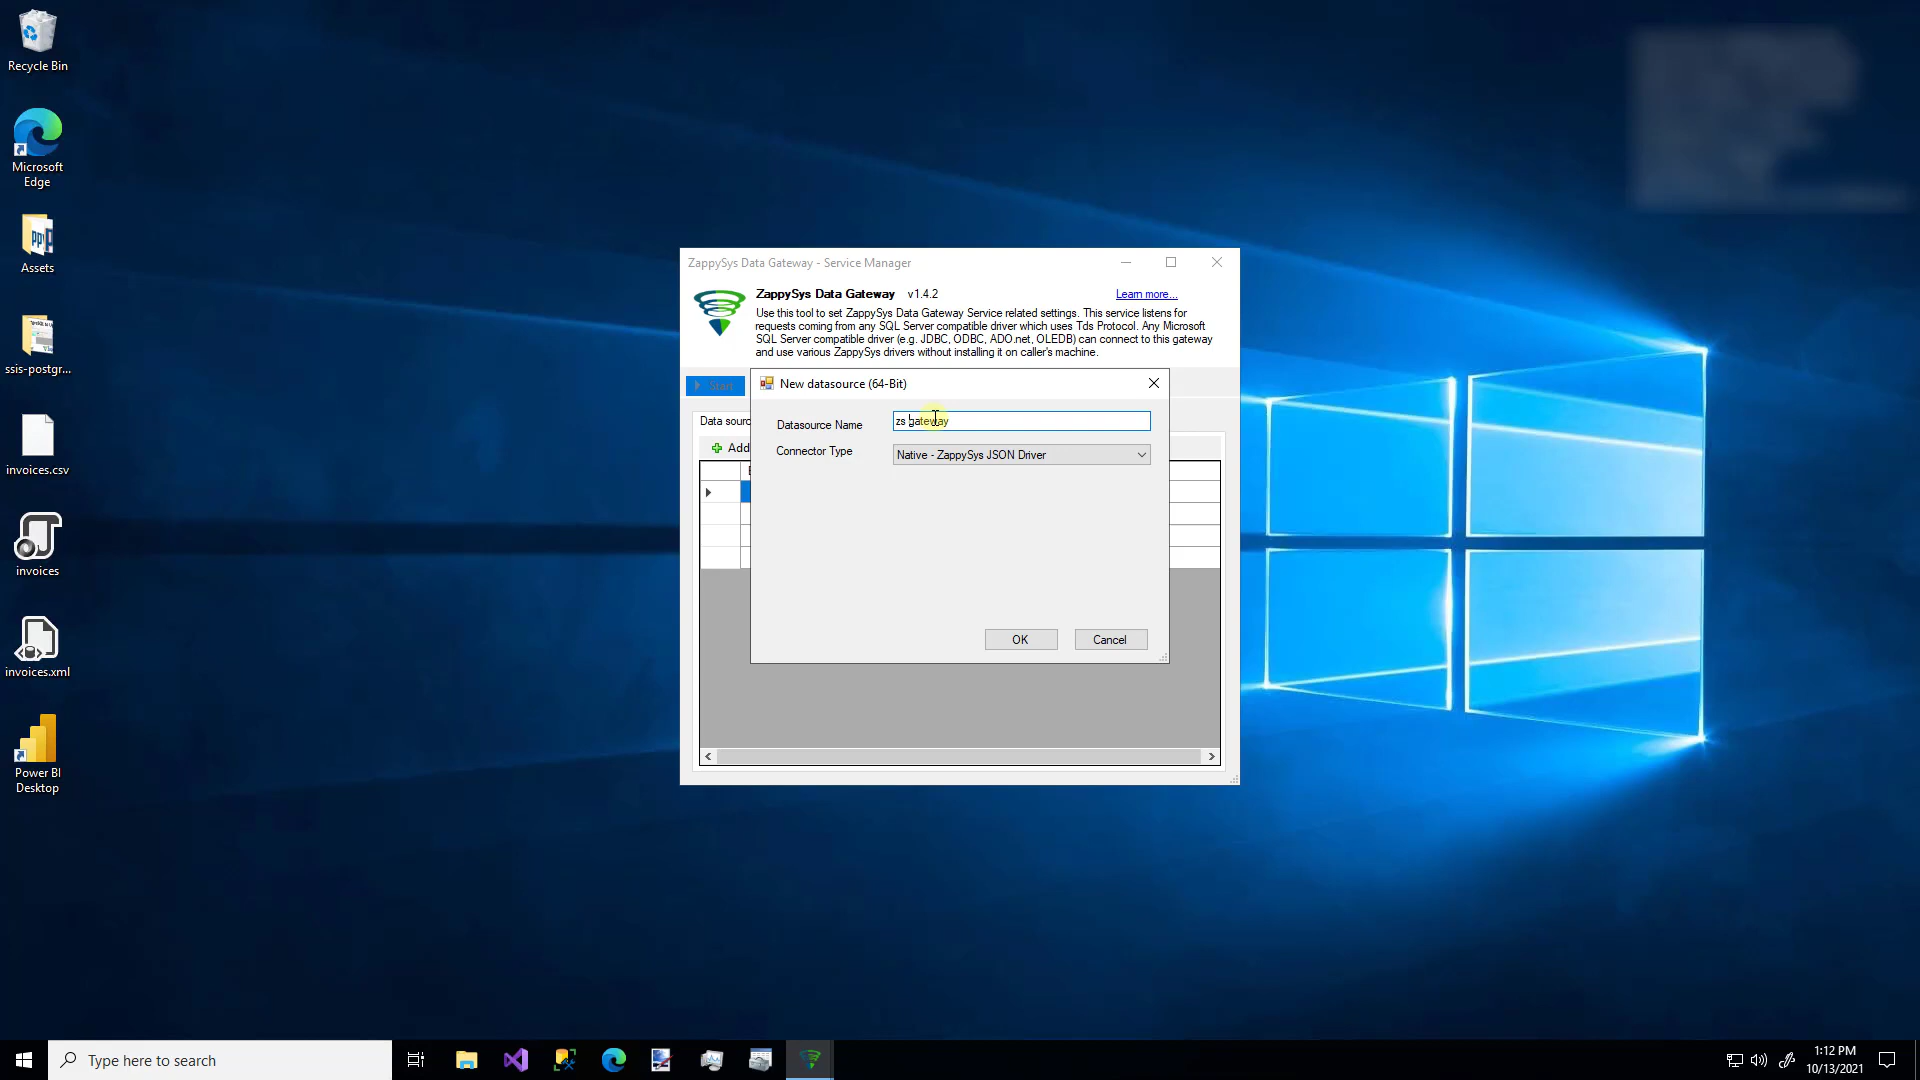 Recycle Bin
Microsoft
Edge
Assets
ssis-postgr...
invoices.csv
invoices
invoices.xml
Power BI
Desktop
ZappySys Data Gateway - Service Manager
ZappySys Data Gateway v1.4.2
Learn more...
Use this tool to set ZappySys Data Gateway Service related settings. This service listens for
requests coming from any SQL Server compatible driver which uses Tds Protocol. Any Microsoft
SQL Server compatible driver (e.g. JDBC, ODBC, ADO.net, OLEDB) can connect to this gateway
and use various ZappySys drivers without installing it on caller's machine.
Start
Data sourc
Add
New datasource (64-Bit)
Datasource Name
zs gateway
Connector Type
Native - ZappySys JSON Driver
OK
Cancel
Type here to search
1:12 PM
10/13/2021